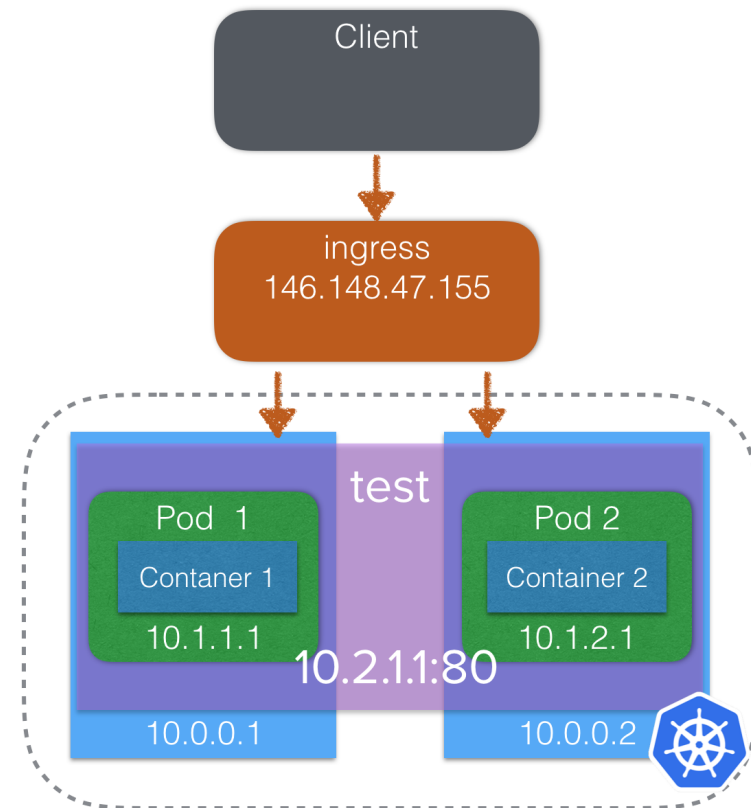 Client
ingress
146.148.47.155
test
Pod 1
Contaner 1
10.1.1.1
Pod 2
Container 2
10.1.2.1
10.2.1.1:80
10.0.0.1
10.0.0.2